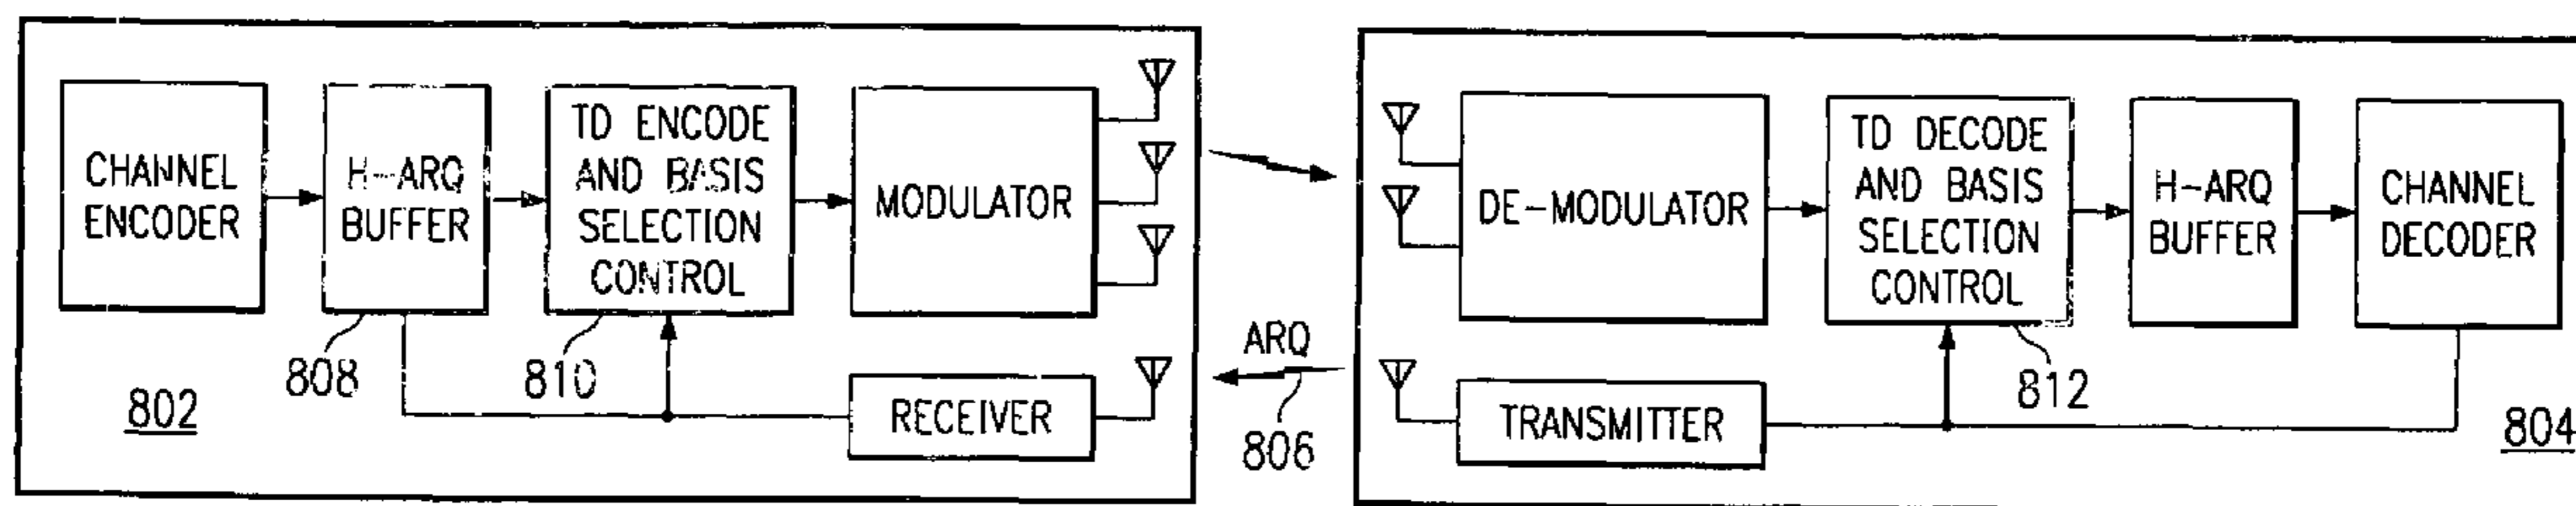 CHANNEL
ENCODER
H-ARQ
BUFFER
TD ENCODE
AND BASIS
SELECTION
CONTROL
MODULATOR
808
810
802
RECEIVER
ARQ
806
DE-MODULATOR
TD DECODE
AND BASIS
SELECTION
CONTROL
H-ARQ
BUFFER
CHANNEL
DECODER
812
TRANSMITTER
804